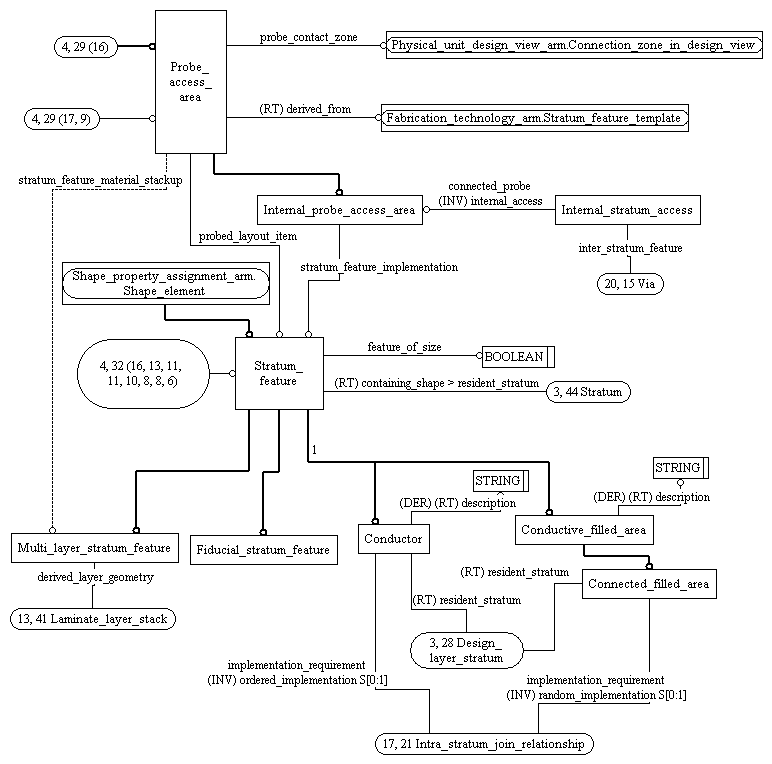 4, 29 (16)
Probe_
access_
area
probe_contact_zone
Physical_unit_design_view_arm.Connection_zone_in_design_view
4, 29 (17, 9)
(RT) derived_from
Fabrication_technology_arm.Stratum_feature_template
stratum_feature_material_stackup
Internal_probe_access_area
connected_probe
(INV) internal_access
Internal_stratum_access
probed_layout_item
inter_stratum_feature
stratum_feature_implementation
Shape_property_assignment_arm.
Shape_element
20, 15 Via
4, 32 (16, 13, 11,
11, 10, 8, 8, 6)
Stratum_
feature
feature_of_size
BOOLEAN
(RT) containing_shape > resident_stratum
3, 44 Stratum
1
STRING
STRING
(DER) (RT) description
(DER) (RT) description
Multi_layer_stratum_feature
Fiducial_stratum_feature
Conductor
Conductive_filled_area
derived_layer_geometry
(RT) resident_stratum
Connected_filled_area
13, 41 Laminate_layer_stack
(RT) resident_stratum
3, 28 Design_
layer_stratum
implementation_requirement
(INV) ordered_implementation S[0:1]
implementation_requirement
(INV) random_implementation S[0:1]
17, 21 Intra_stratum_join_relationship